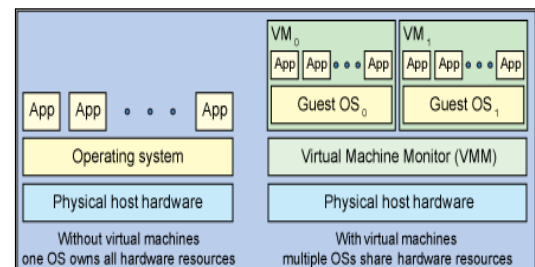 App App App
Operating system
Physical host hardware
Without virtual machines
one OS owns all hardware resources
VM0
App App App
Guest OS0
VM1
App App App
Guest OS1
Virtual Machine Monitor (VMM)
Physical host hardware
With virtual machines
multiple OSs share hardware resources